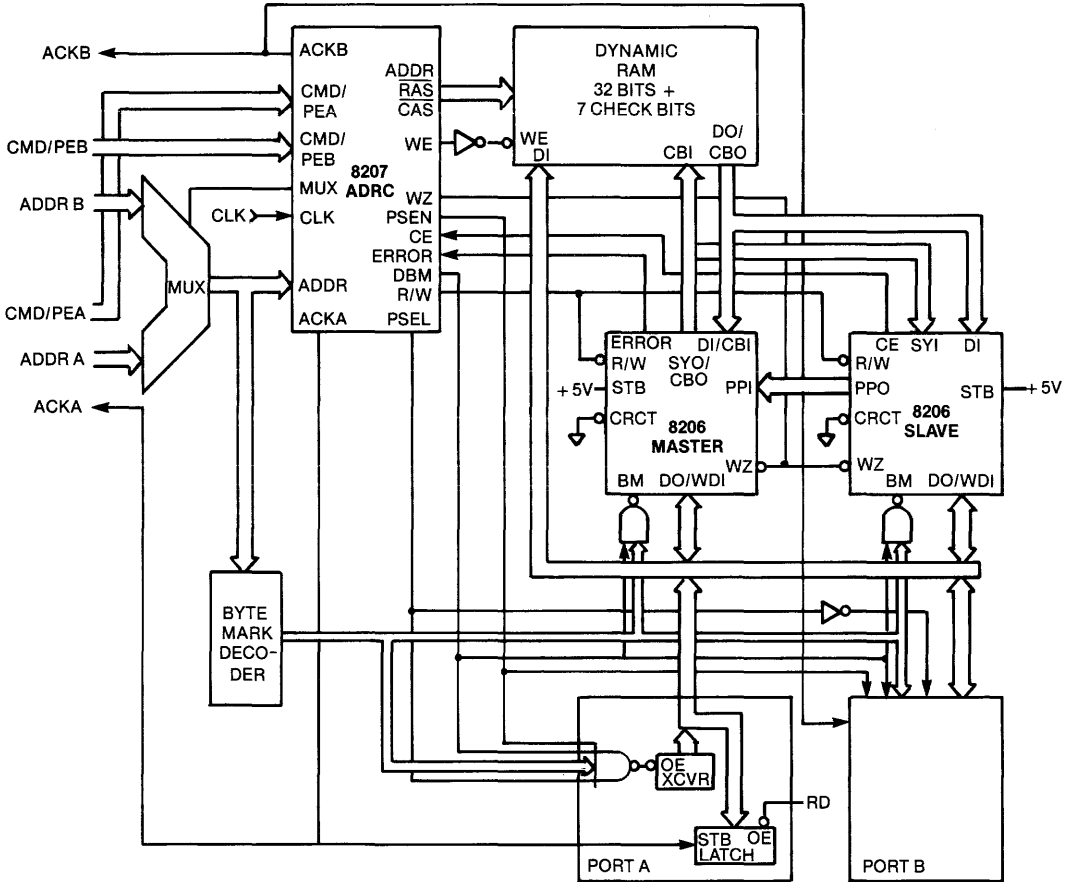 ACKB
CMD/PEB
ADDR B
CMD/PEA
ADDR A
ACKA
MUX
CLK
ACKB
CMD/
PEA
CMD/
PEB
MUX
CLK
ADDR
ACKA
8207
ADRC
ADDR
RAS
CAS
WE
WZ
PSEN
CE
ERROR
DBM
R/W
PSEL
DYNAMIC
RAM
32 BITS +
7 CHECK BITS
WE
DI
CBI
DO/
CBO
ERROR
R/W
STB
+5V
CRCT
SYO/
CBO
DI/CBI
PPI
8206
MASTER
WZ
BM
DO/WDI
CE
SYI
DI
R/W
PPO
STB
+5V
CRCT
8206
SLAVE
WZ
BM
DO/WDI
BYTE
MARK
DECO-
DER
OE
XCVR
RD
STB OE
LATCH
PORT A
PORT B